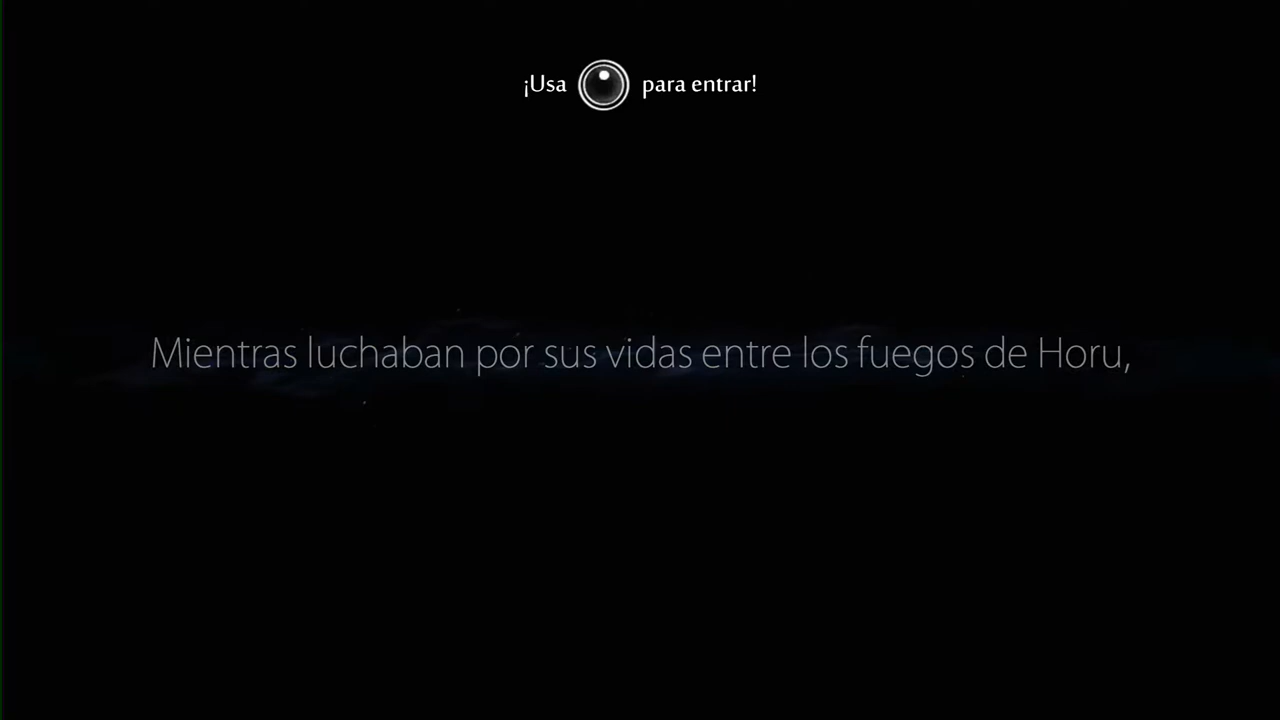 ¡Usa para entrar!
Mientras luchaban por sus vidas entre los fuegos de Horu,